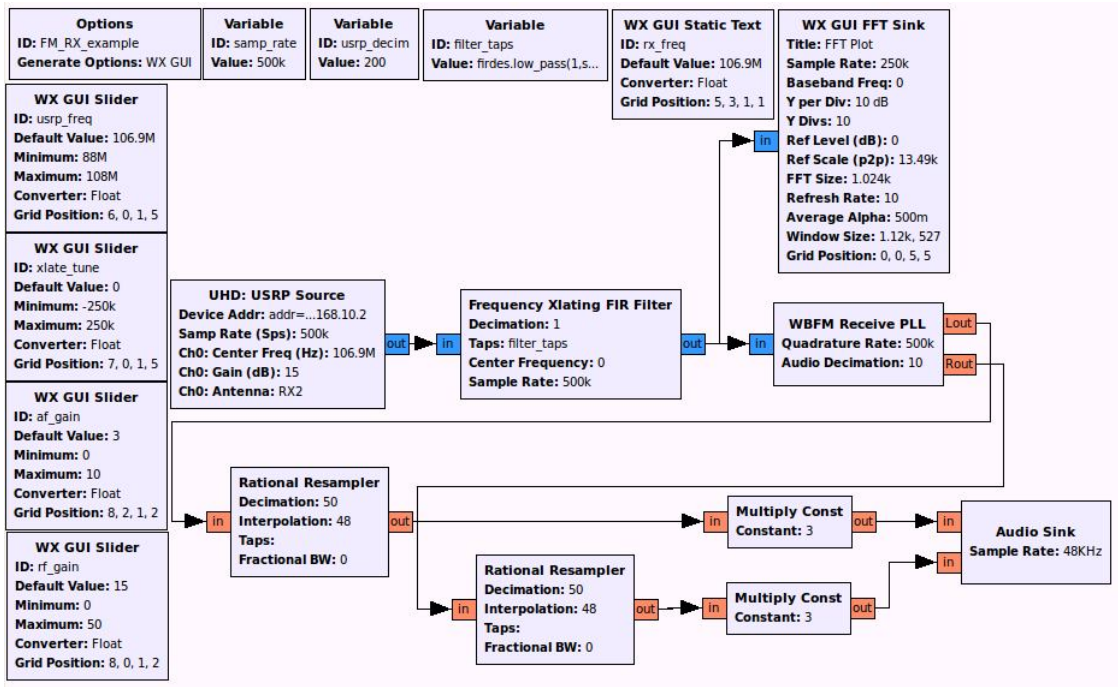 Options
ID: FM_RX_example
Generate Options: WX GUI
Variable
ID: samp_rate
Value: 500k
Variable
ID: usrp_decim
Value: 200
Variable
ID: filter_taps
Value: firdes.low_pass(1,s...
WX GUI Static Text
ID: rx_freq
Default Value: 106.9M
Converter: Float
Grid Position: 5, 3, 1, 1
WX GUI FFT Sink
Title: FFT Plot
Sample Rate: 250k
Baseband Freq: 0
Y per Div: 10 dB
Y Divs: 10
Ref Level (dB): 0
Ref Scale (p2p): 13.49k
FFT Size: 1.024k
Refresh Rate: 10
Average Alpha: 500m
Window Size: 1.12k, 527
Grid Position: 0, 0, 5, 5
in
WX GUI Slider
ID: usrp_freq
Default Value: 106.9M
Minimum: 88M
Maximum: 108M
Converter: Float
Grid Position: 6, 0, 1, 5
WX GUI Slider
ID: xlate_tune
Default Value: 0
Minimum: -250k
Maximum: 250k
Converter: Float
Grid Position: 7, 0, 1, 5
UHD: USRP Source
Device Addr: addr=...168.10.2
Samp Rate (Sps): 500k
Ch0: Center Freq (Hz): 106.9M
Ch0: Gain (dB): 15
Ch0: Antenna: RX2
out
in
Frequency Xlating FIR Filter
Decimation: 1
Taps: filter_taps
Center Frequency: 0
Sample Rate: 500k
out
in
WBFM Receive PLL
Quadrature Rate: 500k
Audio Decimation: 10
Lout
Rout
WX GUI Slider
ID: af_gain
Default Value: 3
Minimum: 0
Maximum: 10
Converter: Float
Grid Position: 8, 2, 1, 2
in
Rational Resampler
Decimation: 50
Interpolation: 48
Taps:
Fractional BW: 0
out
in
Multiply Const
Constant: 3
out
in
in
Audio Sink
Sample Rate: 48KHz
WX GUI Slider
ID: rf_gain
Default Value: 15
Minimum: 0
Maximum: 50
Converter: Float
Grid Position: 8, 0, 1, 2
in
Rational Resampler
Decimation: 50
Interpolation: 48
Taps:
Fractional BW: 0
out
in
Multiply Const
Constant: 3
out